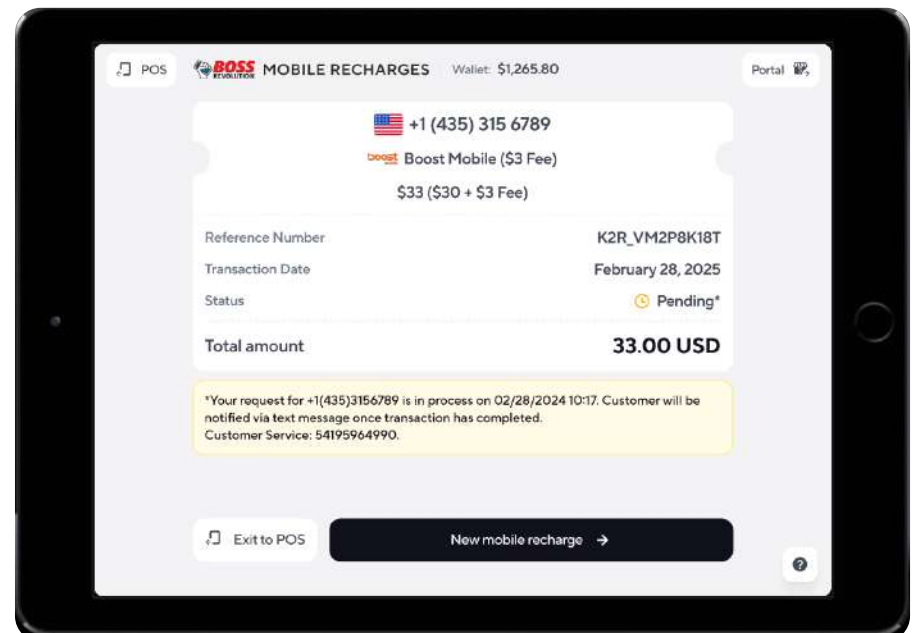 POS
BOSS REVOLUTION MOBILE RECHARGES Wallet: $1,265.80
Portal
+1 (435) 315 6789
boost Boost Mobile ($3 Fee)
$33 ($30 + $3 Fee)
Reference Number K2R_VM2P8K18T
Transaction Date February 28, 2025
Status Pending*
Total amount 33.00 USD
*Your request for +1(435)3156789 is in process on 02/28/2024 10:17. Customer will be
notified via text message once transaction has completed.
Customer Service: 54195964990.
Exit to POS
New mobile recharge →
?